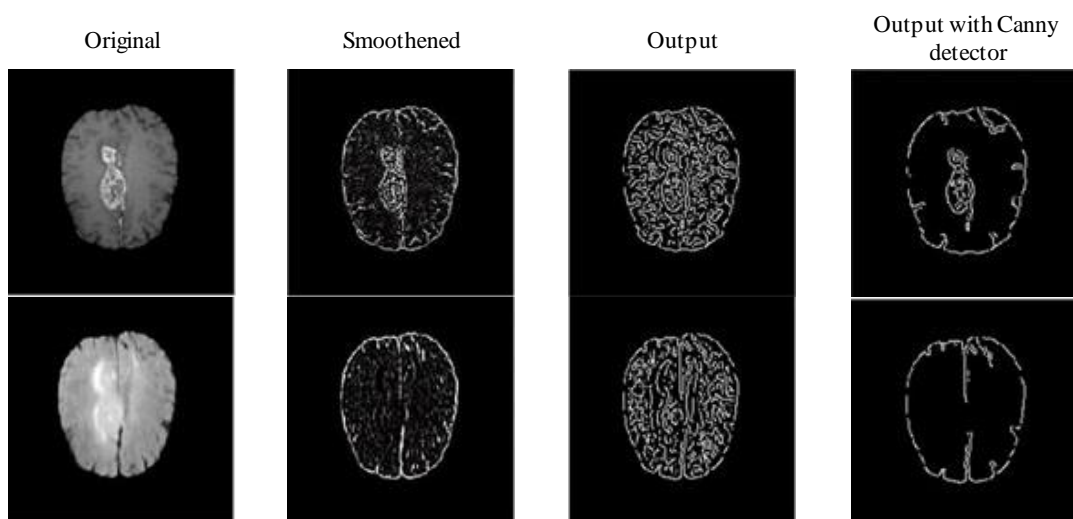 Original
Smoothened
Output
Output with Canny
detector